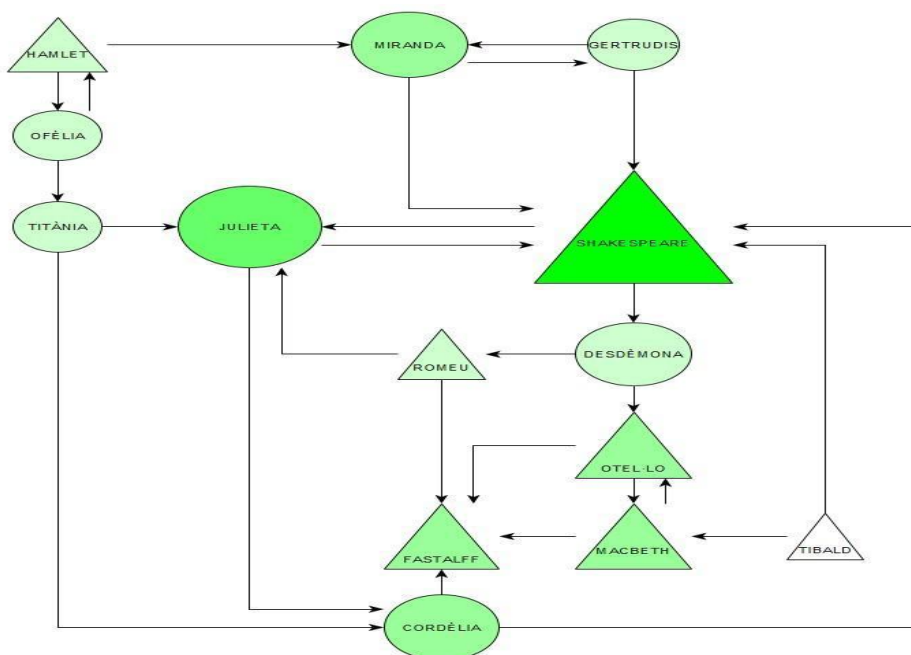 HAMLET
MIRANDA
GERTRUDIS
OFÈLIA
TITÀNIA
JULIETA
SHAKESPEARE
ROMEU
DESDÈMONA
OTEL·LO
FASTALFF
MACBETH
TIBALD
CORDÈLIA